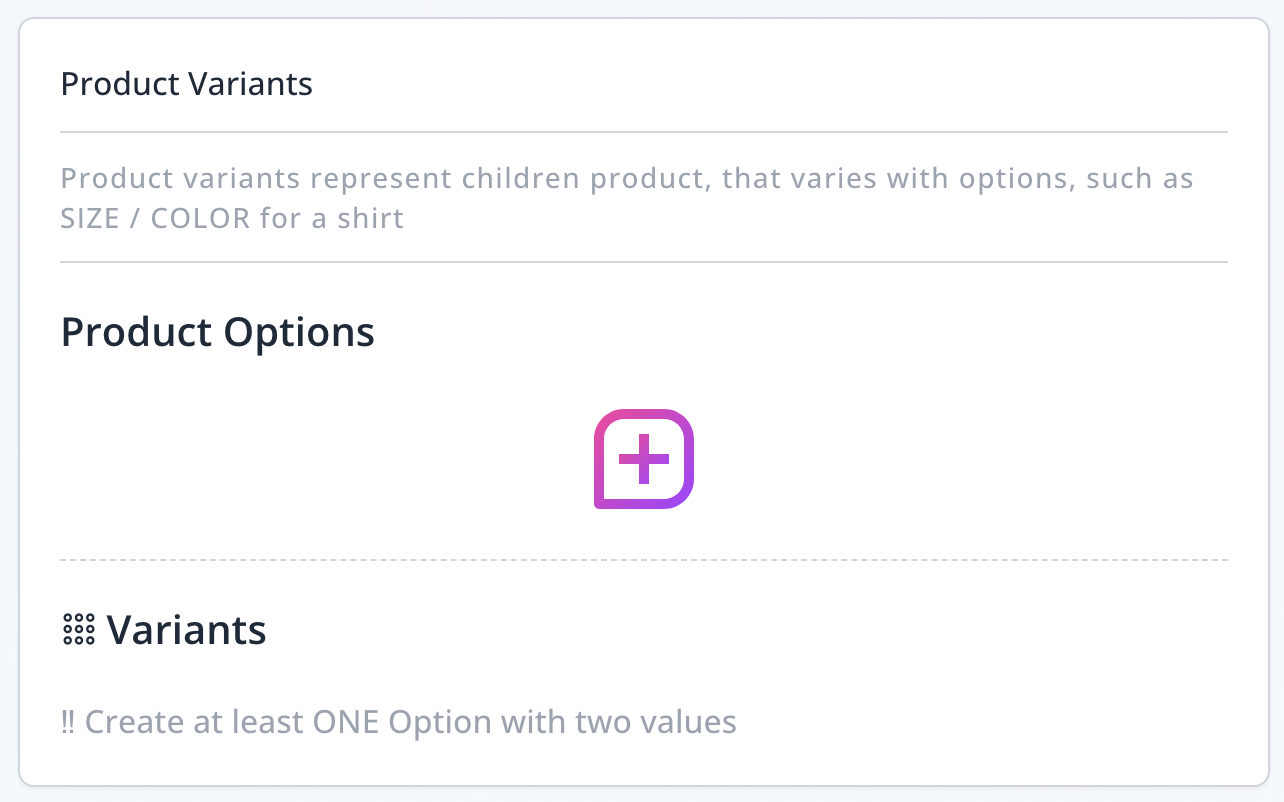 Product Variants
Product variants represent children product, that varies with options, such as
SIZE / COLOR for a shirt
Product Options
Variants
‼ Create at least ONE Option with two values